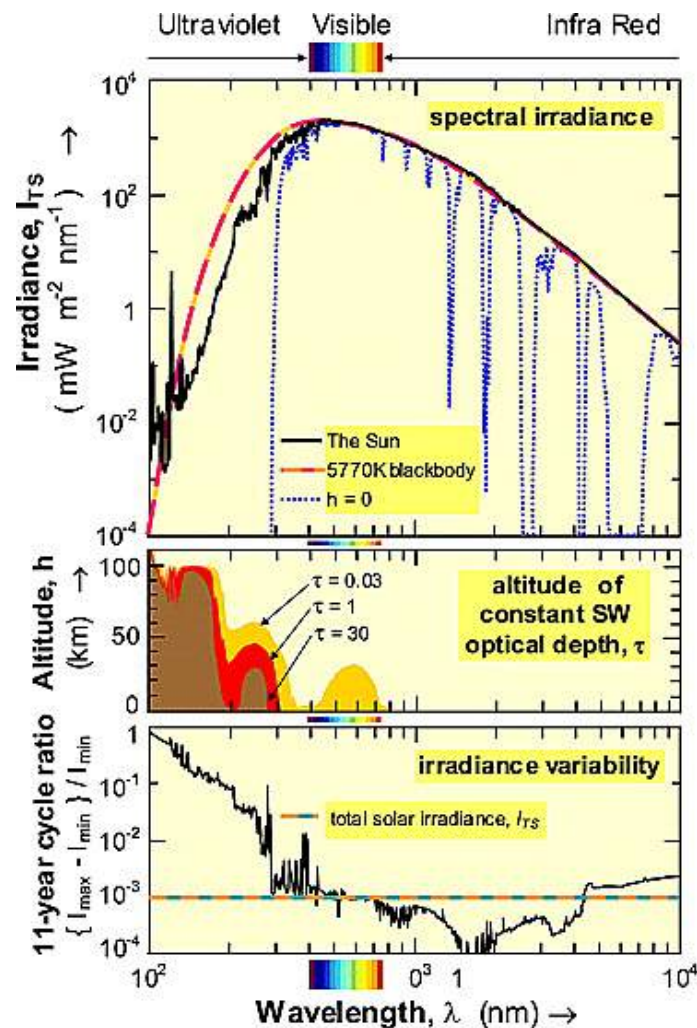 Ultraviolet Visible Infra Red
10⁴
10²
1
10⁻²
10⁻⁴
Irradiance, I_TS →
( mW m⁻² nm⁻¹ )
spectral irradiance
The Sun
5770K blackbody
h = 0
100
50
0
Altitude, h
(km) →
τ = 0.03
τ = 1
τ = 30
altitude of
constant SW
optical depth, τ
1
10⁻¹
10⁻²
10⁻³
10⁻⁴
11-year cycle ratio
{ I_max - I_min } / I_min
irradiance variability
total solar irradiance, I_TS
10² 0³ 1 10⁴
Wavelength, λ (nm) →